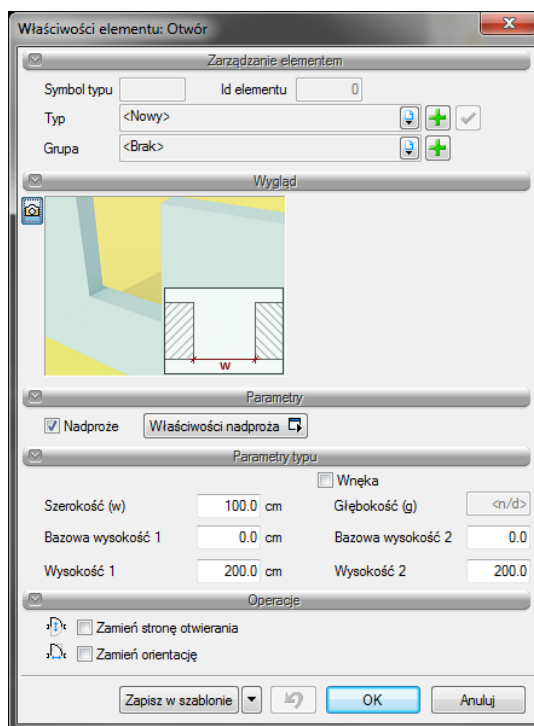 Właściwości elementu: Otwór
Zarządzanie elementem
Symbol typu Id elementu 0
Typ <Nowy>
Grupa <Brak>
Wygląd
w
Parametry
Nadproże Właściwości nadproża
Parametry typu
Wnęka
Szerokość (w) 100.0 cm Głębokość (g) <n/d>
Bazowa wysokość 1 0.0 cm Bazowa wysokość 2 0.0
Wysokość 1 200.0 cm Wysokość 2 200.0
Operacje
Zamień stronę otwierania
Zamień orientację
Zapisz w szablonie OK Anuluj